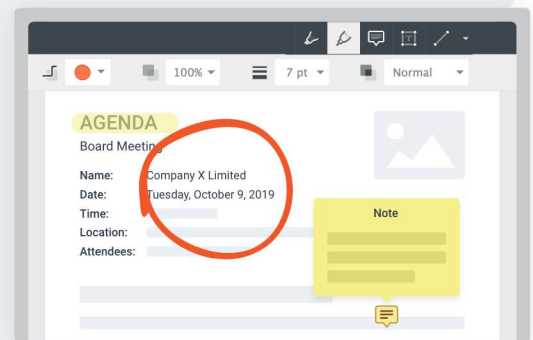 100%
7 pt
Normal
AGENDA
Board Meeting
Name: Company X Limited
Date: Tuesday, October 9, 2019
Time:
Location:
Attendees:
Note